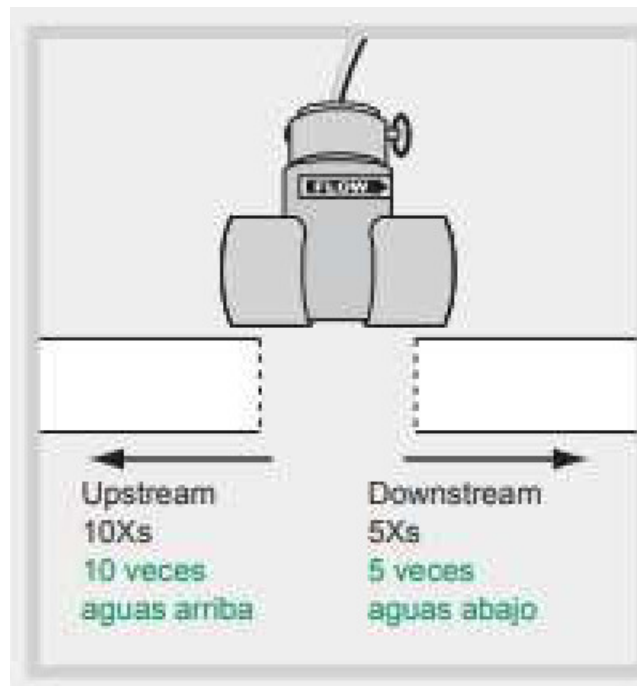 FLOW
Upstream
10Xs
10 veces
aguas arriba
Downstream
5Xs
5 veces
aguas abajo